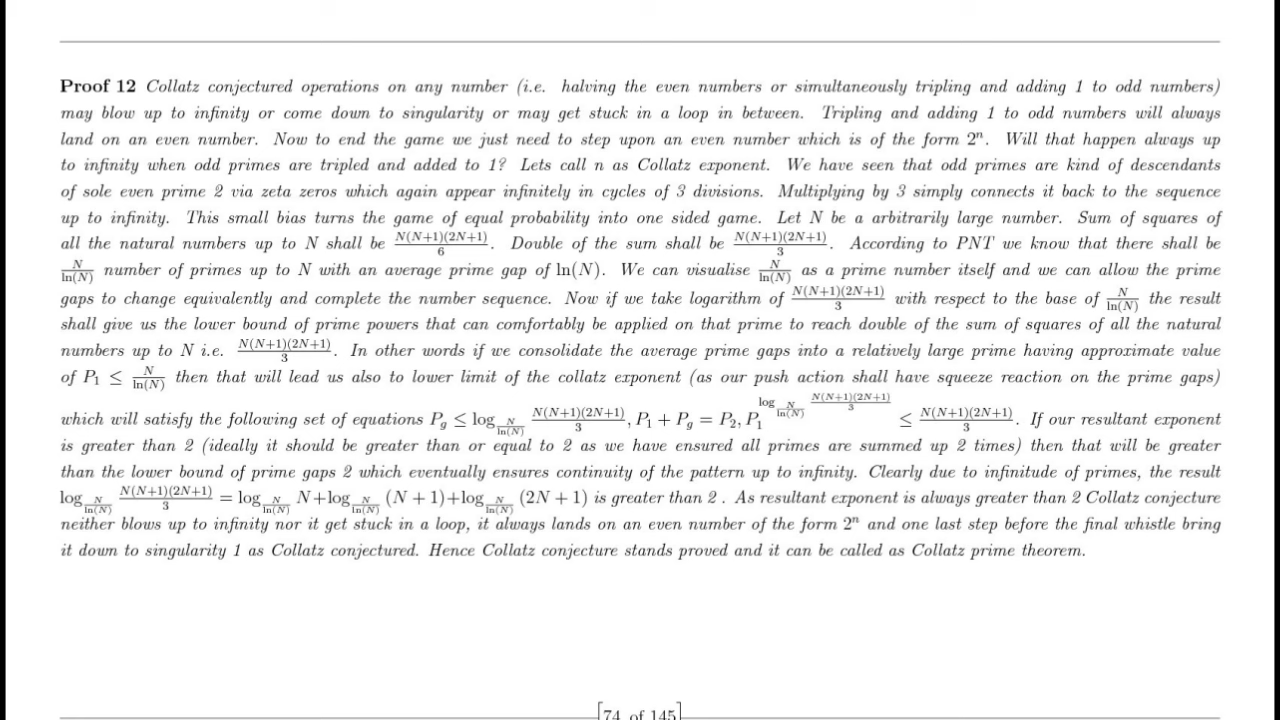 Proof 12 Collatz conjectured operations on any number (i.e. halving the even numbers or simultaneously tripling and adding 1 to odd numbers)
may blow up to infinity or come down to singularity or may get stuck in a loop in between. Tripling and adding 1 to odd numbers will always
land on an even number. Now to end the game we just need to step upon an even number which is of the form $2^n$. Will that happen always up
to infinity when odd primes are tripled and added to 1? Lets call n as Collatz exponent. We have seen that odd primes are kind of descendants
of sole even prime 2 via zeta zeros which again appear infinitely in cycles of 3 divisions. Multiplying by 3 simply connects it back to the sequence
up to infinity. This small bias turns the game of equal probability into one sided game. Let N be a arbitrarily large number. Sum of squares of
all the natural numbers up to N shall be $\frac{N(N+1)(2N+1)}{6}$. Double of the sum shall be $\frac{N(N+1)(2N+1)}{3}$. According to PNT we know that there shall be
$\frac{N}{\ln(N)}$ number of primes up to N with an average prime gap of ln(N). We can visualise $\frac{N}{\ln(N)}$ as a prime number itself and we can allow the prime
gaps to change equivalently and complete the number sequence. Now if we take logarithm of $\frac{N(N+1)(2N+1)}{3}$ with respect to the base of $\frac{N}{\ln(N)}$ the result
shall give us the lower bound of prime powers that can comfortably be applied on that prime to reach double of the sum of squares of all the natural
numbers up to N i.e. $\frac{N(N+1)(2N+1)}{3}$. In other words if we consolidate the average prime gaps into a relatively large prime having approximate value
of $P_1 \leq \frac{N}{\ln(N)}$ then that will lead us also to lower limit of the collatz exponent (as our push action shall have squeeze reaction on the prime gaps)
which will satisfy the following set of equations $P_g \leq \log_{\frac{N}{\ln(N)}} \frac{N(N+1)(2N+1)}{3}, P_1 + P_g = P_2, P_1^{\log_{\frac{N}{\ln(N)}} \frac{N(N+1)(2N+1)}{3}} \leq \frac{N(N+1)(2N+1)}{3}$. If our resultant exponent
is greater than 2 (ideally it should be greater than or equal to 2 as we have ensured all primes are summed up 2 times) then that will be greater
than the lower bound of prime gaps 2 which eventually ensures continuity of the pattern up to infinity. Clearly due to infinitude of primes, the result
$\log_{\frac{N}{\ln(N)}} \frac{N(N+1)(2N+1)}{3} = \log_{\frac{N}{\ln(N)}} N + \log_{\frac{N}{\ln(N)}} (N+1) + \log_{\frac{N}{\ln(N)}} (2N+1)$ is greater than 2 . As resultant exponent is always greater than 2 Collatz conjecture
neither blows up to infinity nor it get stuck in a loop, it always lands on an even number of the form $2^n$ and one last step before the final whistle bring
it down to singularity 1 as Collatz conjectured. Hence Collatz conjecture stands proved and it can be called as Collatz prime theorem.
74 of 145